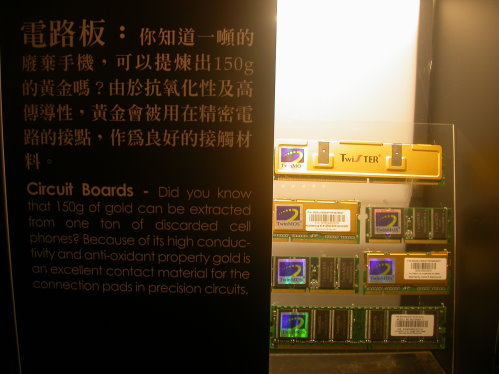 電路板：你知道一噸的
廢棄手機，可以提煉出150g
的黃金嗎？由於抗氧化性及高
傳導性，黃金會被用在精密電
路的接點，作爲良好的接觸材
料。
Circuit Boards - Did you know
that 150g of gold can be extracted
from one ton of discarded cell
phones? Because of its high conduc-
tivity and anti-oxidant property gold is
an excellent contact material for the
connection pads in precision circuits.
TwiSTER
TwinMOS
TwinMOS
TwinMOS
TwinMOS
TwinMOS